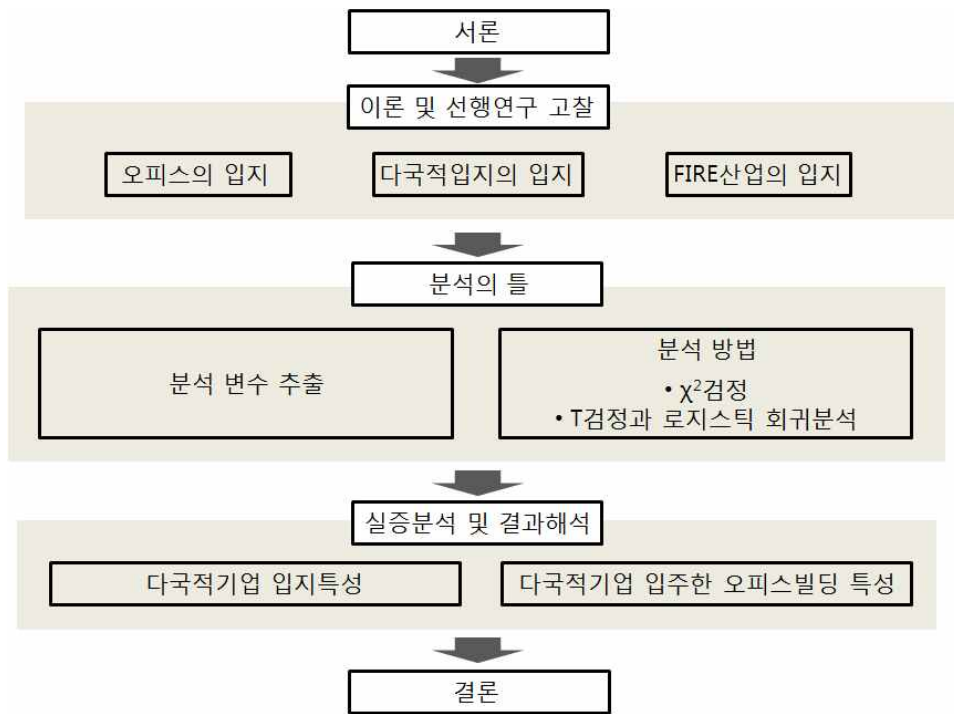 서론
이론 및 선행연구 고찰
오피스의 입지
다국적입지의 입지
FIRE산업의 입지
분석의 틀
분석 변수 추출
분석 방법
• χ²검정
• T검정과 로지스틱 회귀분석
실증분석 및 결과해석
다국적기업 입지특성
다국적기업 입주한 오피스빌딩 특성
결론